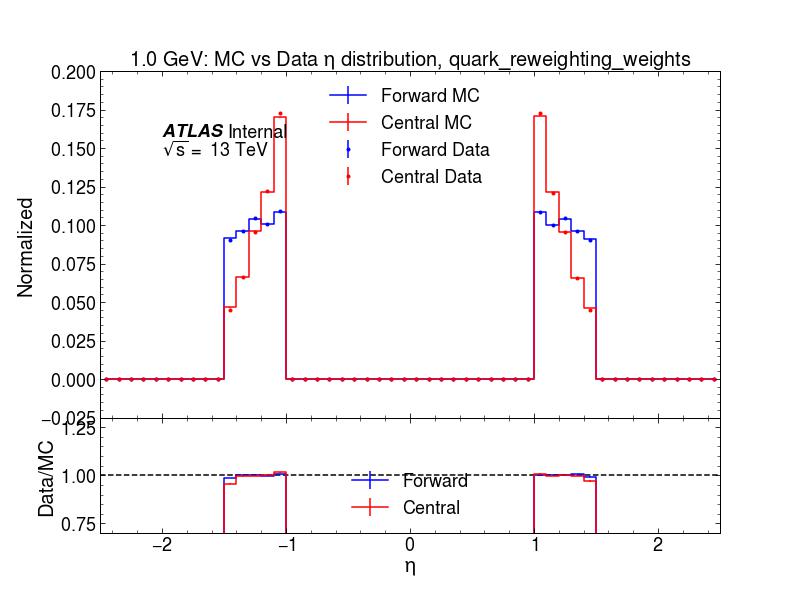 1.0 GeV: MC vs Data η distribution, quark_reweighting_weights
0.200
0.175
0.150
0.125
0.100
0.075
0.050
0.025
0.000
−0.025
Normalized
ATLAS Internal
√s = 13 TeV
Forward MC
Central MC
Forward Data
Central Data
1.25
1.00
0.75
Data/MC
Forward
Central
−2
−1
0
1
2
η